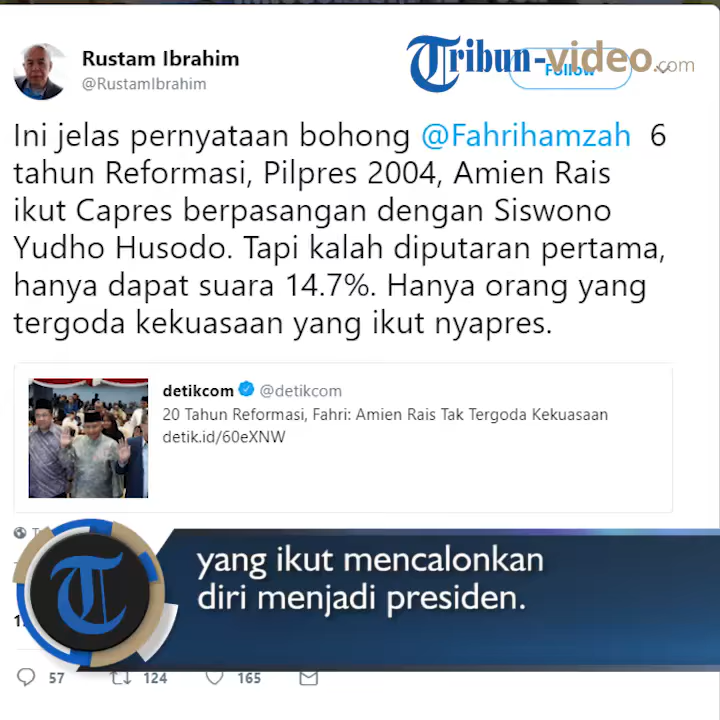 Rustam Ibrahim
@RustamIbrahim
Tribun-video.com
Follow
Ini jelas pernyataan bohong @Fahrihamzah 6
tahun Reformasi, Pilpres 2004, Amien Rais
ikut Capres berpasangan dengan Siswono
Yudho Husodo. Tapi kalah diputaran pertama,
hanya dapat suara 14.7%. Hanya orang yang
tergoda kekuasaan yang ikut nyapres.
detikcom @detikcom
20 Tahun Reformasi, Fahri: Amien Rais Tak Tergoda Kekuasaan
detik.id/60eXNW
yang ikut mencalonkan
diri menjadi presiden.
57 124 165